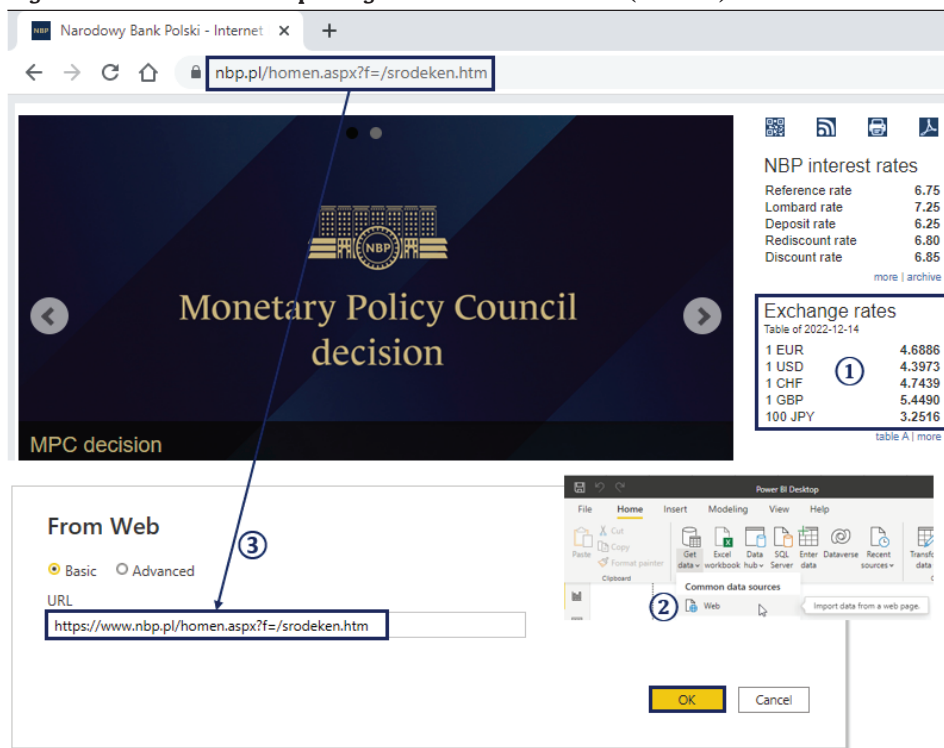 Narodowy Bank Polski - Internet
nbp.pl/homen.aspx?f=/srodeken.htm
NBP
Monetary Policy Council
decision
MPC decision
NBP interest rates
Reference rate 6.75
Lombard rate 7.25
Deposit rate 6.25
Rediscount rate 6.80
Discount rate 6.85
more | archive
Exchange rates
Table of 2022-12-14
1 EUR 4.6886
1 USD 4.3973
1 CHF 4.7439
1 GBP 5.4490
100 JPY 3.2516
①
table A | more
From Web
③
Basic Advanced
URL
https://www.nbp.pl/homen.aspx?f=/srodeken.htm
OK Cancel
Power BI Desktop
File Home Insert Modeling View Help
Cut
Copy
Format painter
Paste
Clipboard
Get data
Excel workbook
Data hub
SQL Server
Enter data
Dataverse
Recent sources
data
Common data sources
② Web
Import data from a web page.